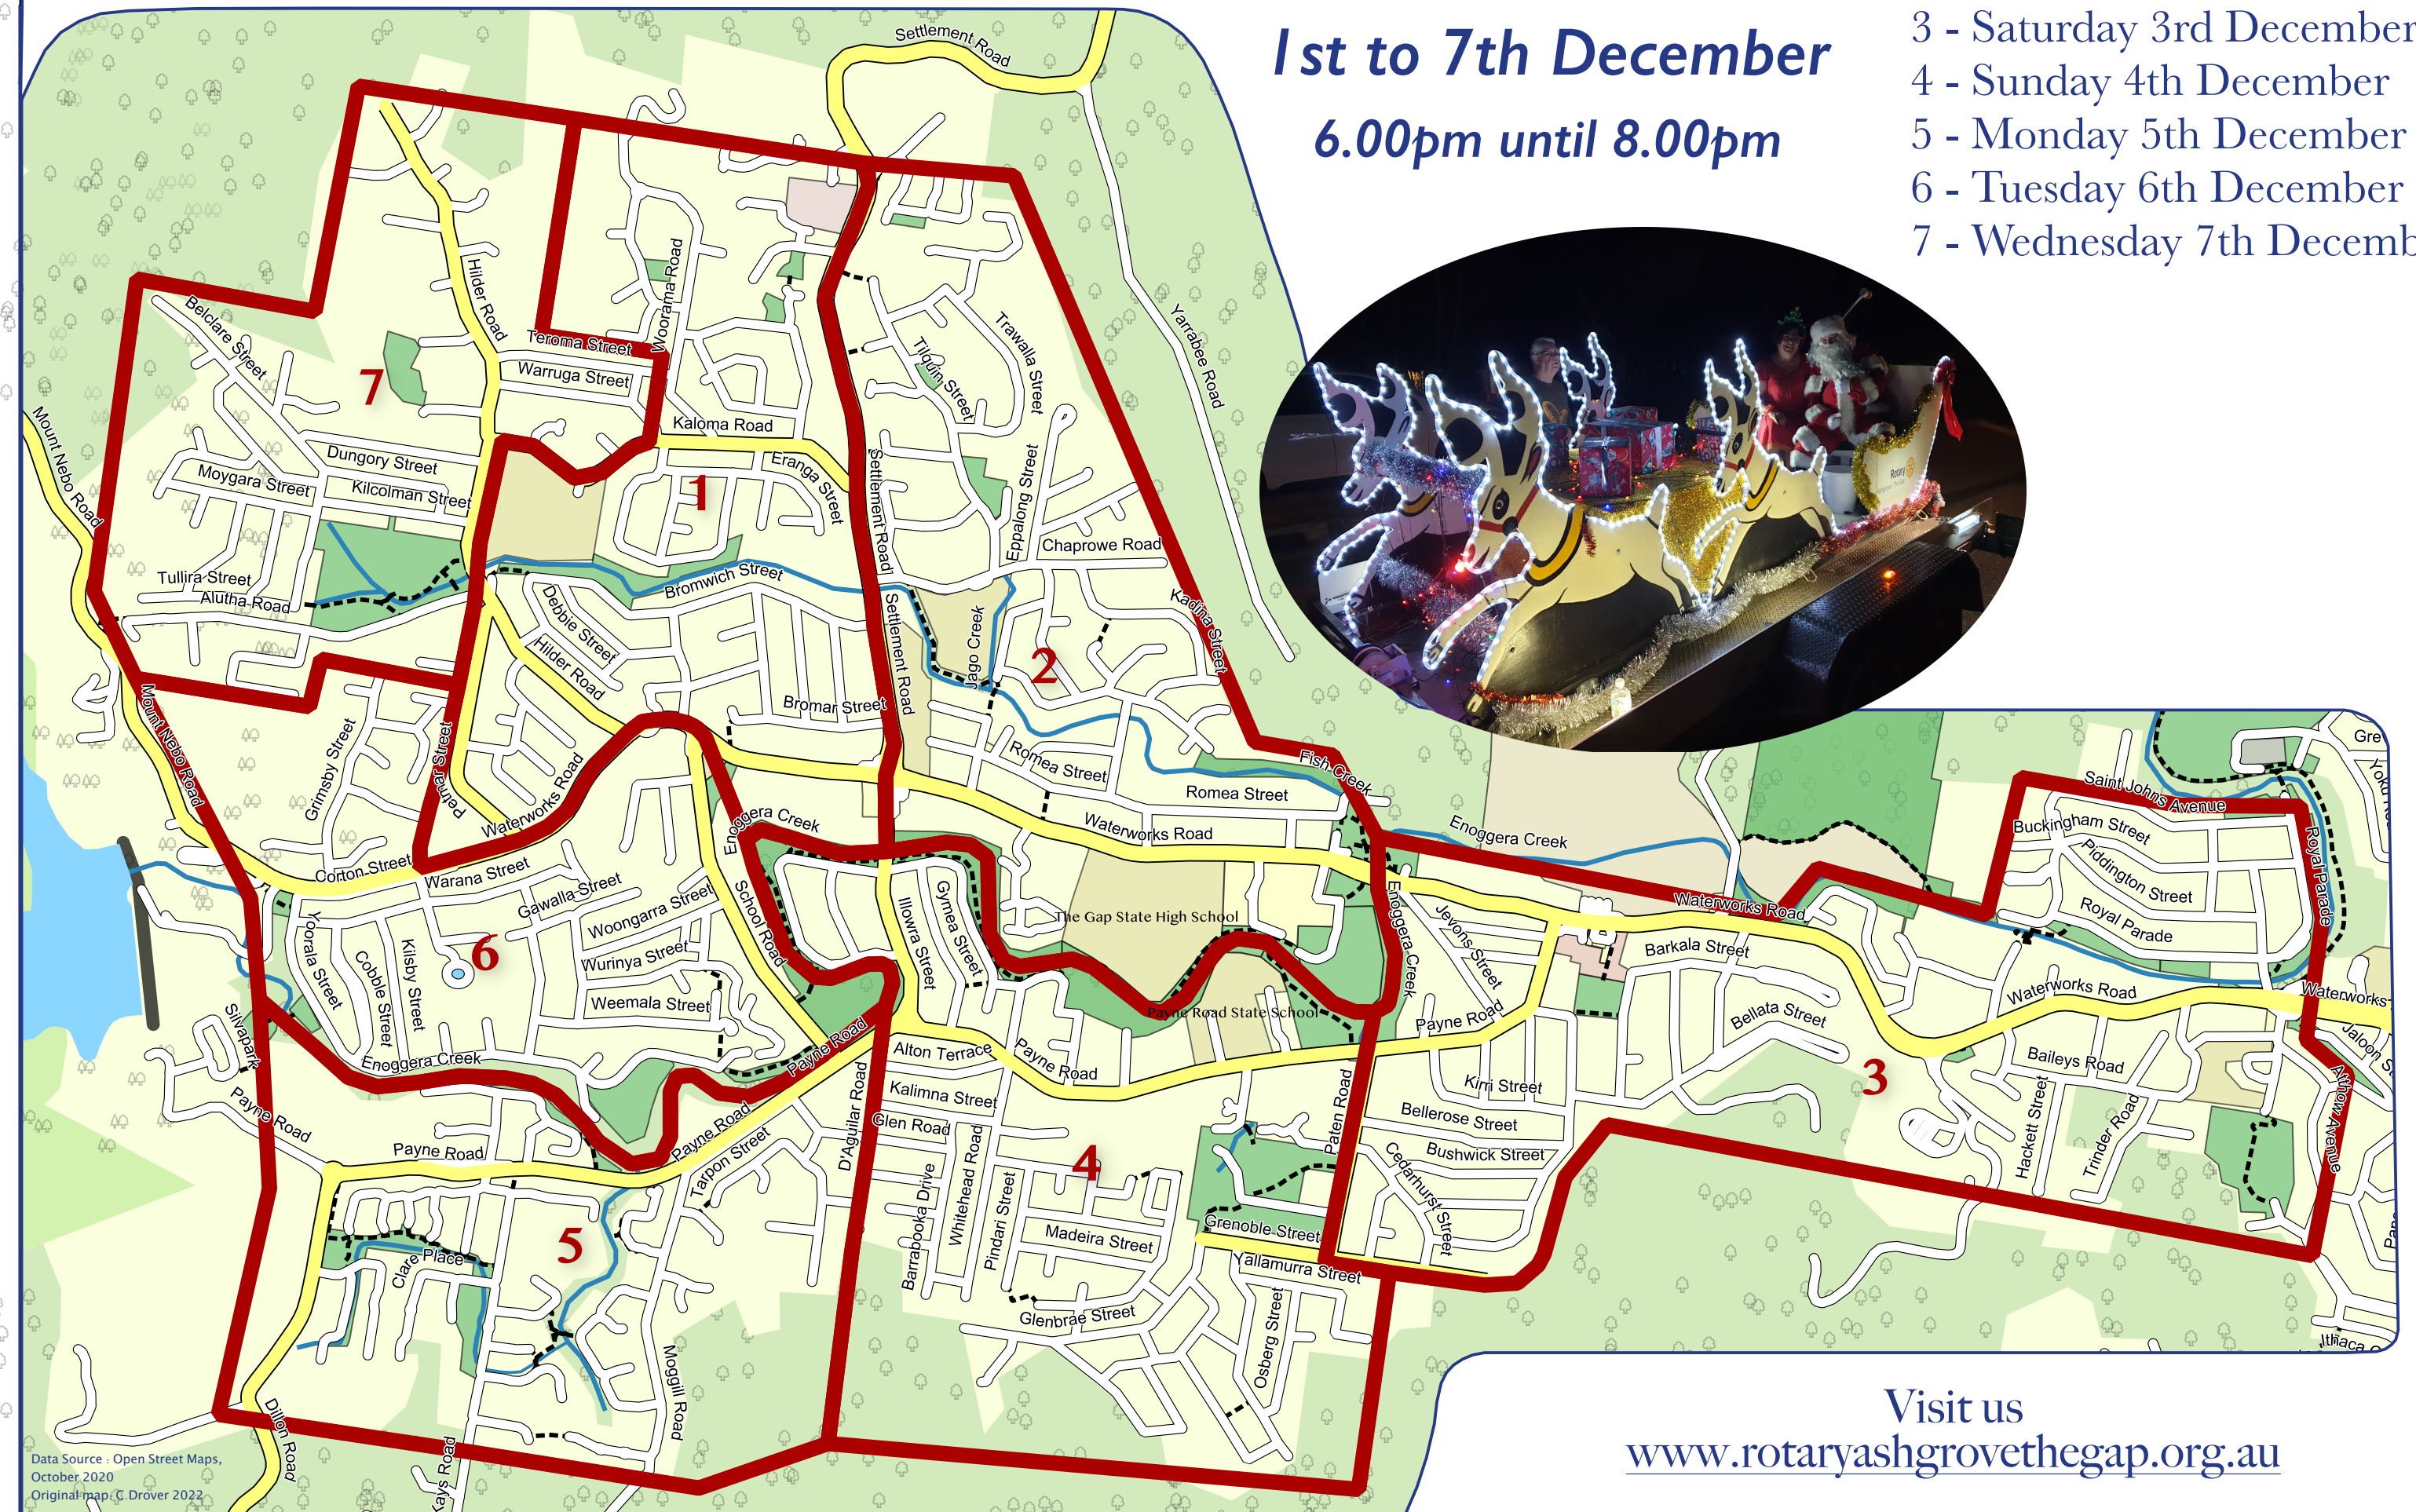 1st to 7th December
6.00pm until 8.00pm
3 - Saturday 3rd December
4 - Sunday 4th December
5 - Monday 5th December
6 - Tuesday 6th December
7 - Wednesday 7th Decemb
Settlement Road
Hilder Road
Woorama Road
Teroma Street
Warruga Street
Kaloma Road
Eranga Street
Settlement Road
Tilquin Street
Trawalla Street
Yarrabee Road
Belclare Street
7
Mount Nebo Road
Dungory Street
Moygara Street
Kilcolman Street
1
Eppalong Street
Chaprowe Road
Tullira Street
Alutha Road
Bromwich Street
Debbie Street
Hilder Road
Settlement Road
Jago Creek
Kadina Street
2
Bromar Street
Mount Nebo Road
Grimsby Street
Petnar Street
Waterworks Road
Romea Street
Romea Street
Fish Creek
Rotary
Enoggera Creek
Waterworks Road
Enoggera Creek
Saint Johns Avenue
Buckingham Street
Piddington Street
Royal Parade
Royal Parade
Corton Street
Warana Street
Gawalla Street
Woongarra Street
Wurinya Street
Weemala Street
School Road
Yoorala Street
Cobble Street
Kilsby Street
6
Illowra Street
Gymea Street
The Gap State High School
Payne Road State School
Enoggera Creek
Jevons Street
Waterworks Road
Barkala Street
Bellata Street
Waterworks Road
Waterworks
Jaloon S
Silvapark
Enoggera Creek
Payne Road
Payne Road
Payne Road
Payne Road
Tarpon Street
D'Aguilar Road
Alton Terrace
Payne Road
Kalimna Street
Glen Road
Payne Road
Kirri Street
Bellerose Street
Bushwick Street
Cedarhurst Street
Paten Road
3
Baileys Road
Hackett Street
Trinder Road
Atthow Avenue
4
Barrabooka Drive
Whitehead Road
Pindari Street
Madeira Street
Grenoble Street
Yallamurra Street
Glenbrae Street
Osberg Street
5
Clare Place
Moggill Road
Dillon Road
Kays Road
Ithaca C
Gre
Visit us
www.rotaryashgrovethegap.org.au
Data Source : Open Street Maps,
October 2020
Original map: C.Drover 2022